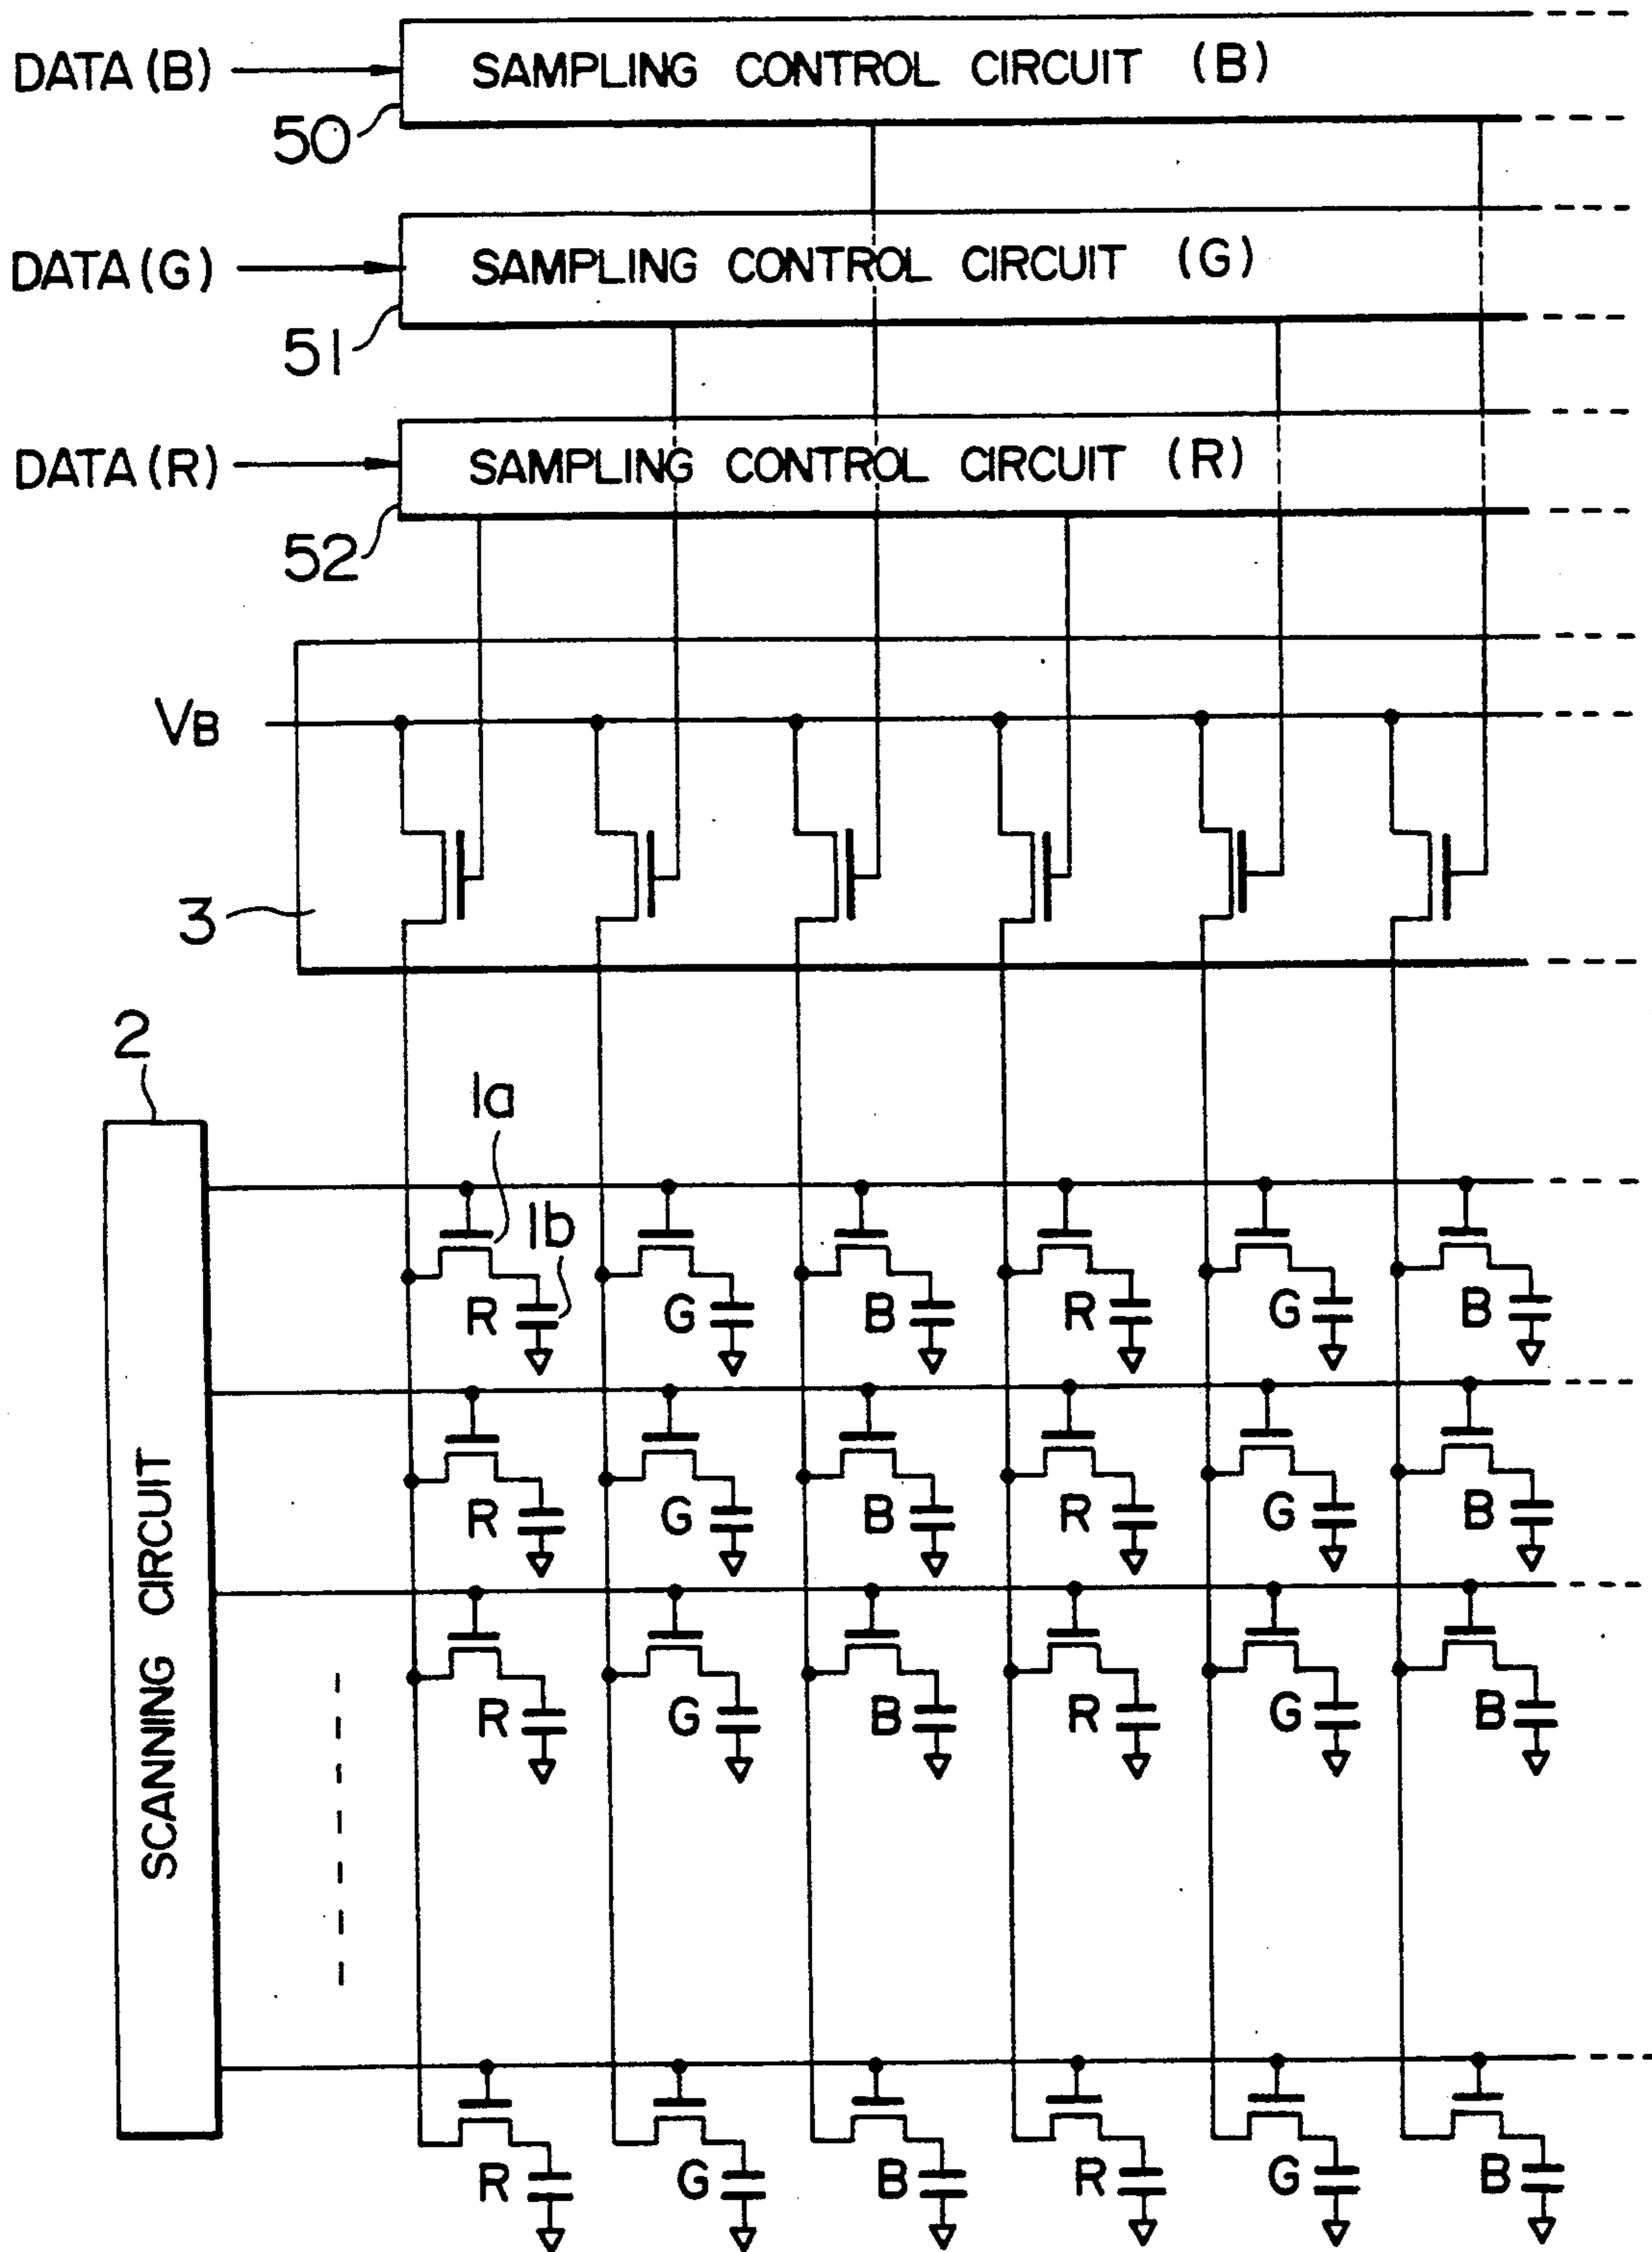 DATA(B) SAMPLING CONTROL CIRCUIT (B)
50
DATA(G) SAMPLING CONTROL CIRCUIT (G)
51
DATA(R) SAMPLING CONTROL CIRCUIT (R)
52
VB
3
2
1a
1b
R G B R G B
R G B R G B
SCANNING CIRCUIT
R G B R G B
R G B R G B